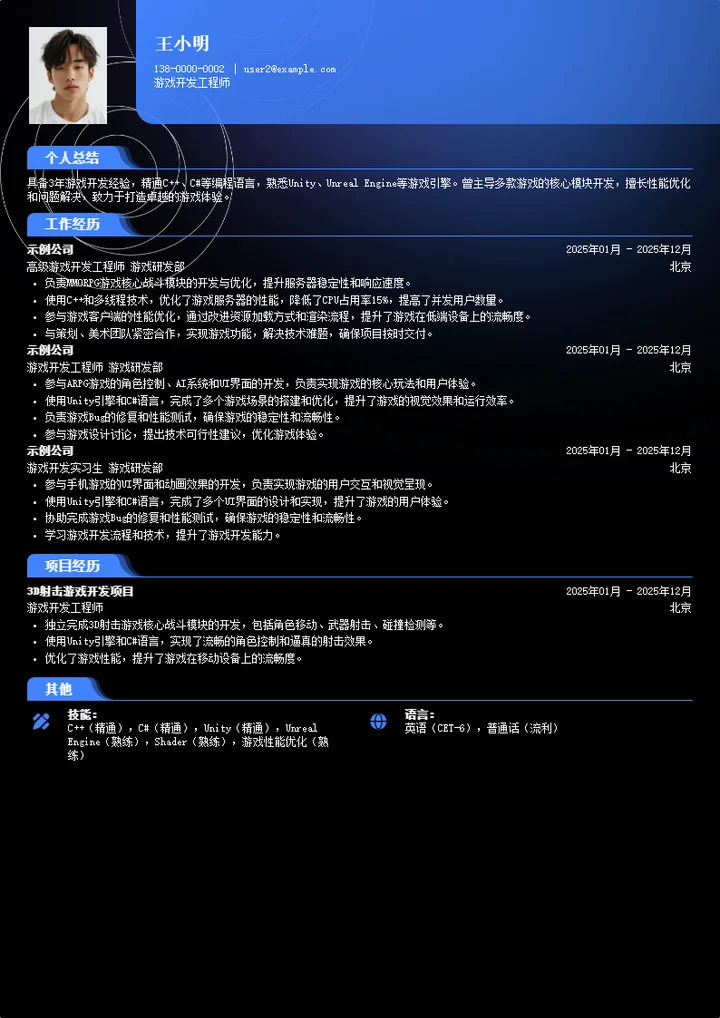 王小明
138-0000-0002 | user2@example.com
游戏开发工程师
个人总结
具备3年游戏开发经验，精通C++、C#等编程语言，熟悉Unity、Unreal Engine等游戏引擎。曾主导多款游戏的核心模块开发，擅长性能优化
和问题解决，致力于打造卓越的游戏体验。
工作经历
示例公司 2025年01月 - 2025年12月
高级游戏开发工程师 游戏研发部 北京
• 负责MMORPG游戏核心战斗模块的开发与优化，提升服务器稳定性和响应速度。
• 使用C++和多线程技术，优化了游戏服务器的性能，降低了CPU占用率15%，提高了并发用户数量。
• 参与游戏客户端的性能优化，通过改进资源加载方式和渲染流程，提升了游戏在低端设备上的流畅度。
• 与策划、美术团队紧密合作，实现游戏功能，解决技术难题，确保项目按时交付。
示例公司 2025年01月 - 2025年12月
游戏开发工程师 游戏研发部 北京
• 参与ARPG游戏的角色控制、AI系统和UI界面的开发，负责实现游戏的核心玩法和用户体验。
• 使用Unity引擎和C#语言，完成了多个游戏场景的搭建和优化，提升了游戏的视觉效果和运行效率。
• 负责游戏Bug的修复和性能测试，确保游戏的稳定性和流畅性。
• 参与游戏设计讨论，提出技术可行性建议，优化游戏体验。
示例公司 2025年01月 - 2025年12月
游戏开发实习生 游戏研发部 北京
• 参与手机游戏的UI界面和动画效果的开发，负责实现游戏的用户交互和视觉呈现。
• 使用Unity引擎和C#语言，完成了多个UI界面的设计和实现，提升了游戏的用户体验。
• 协助完成游戏Bug的修复和性能测试，确保游戏的稳定性和流畅性。
• 学习游戏开发流程和技术，提升了游戏开发能力。
项目经历
3D射击游戏开发项目 2025年01月 - 2025年12月
游戏开发工程师 北京
• 独立完成3D射击游戏核心战斗模块的开发，包括角色移动、武器射击、碰撞检测等。
• 使用Unity引擎和C#语言，实现了流畅的角色控制和逼真的射击效果。
• 优化了游戏性能，提升了游戏在移动设备上的流畅度。
其他
技能：
C++（精通），C#（精通），Unity（精通），Unreal
Engine（熟练），Shader（熟练），游戏性能优化（熟
练）
语言：
英语（CET-6），普通话（流利）